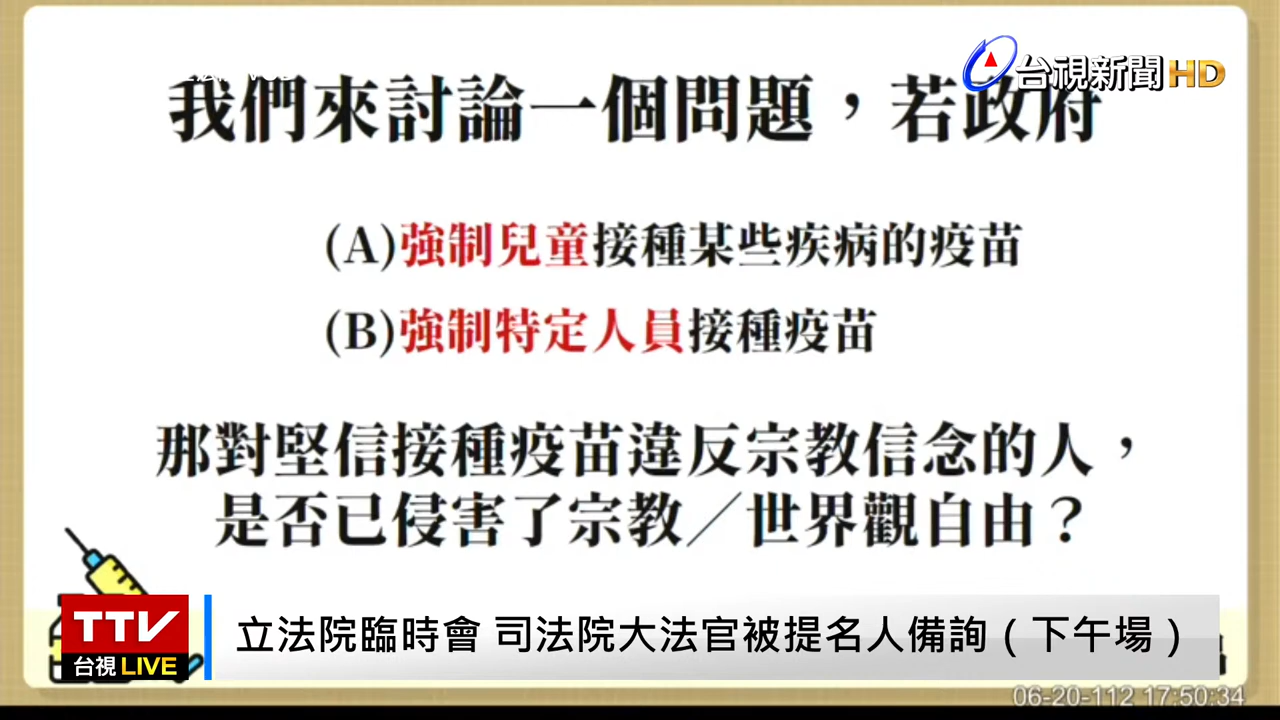 台視新聞HD
我們來討論一個問題，若政府
(A)強制兒童接種某些疾病的疫苗
(B)強制特定人員接種疫苗
那對堅信接種疫苗違反宗教信念的人，
是否已侵害了宗教／世界觀自由？
TTV
台視 LIVE
立法院臨時會 司法院大法官被提名人備詢（下午場）
06-20-112 17:50:34